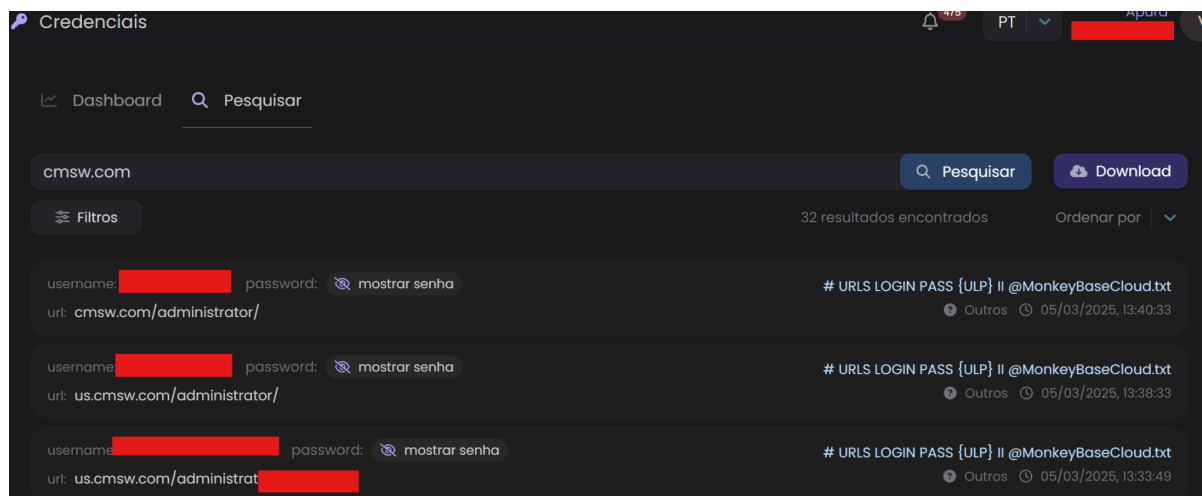 Credenciais 475 PT Apura
Dashboard Pesquisar
cmsw.com Pesquisar Download
Filtros 32 resultados encontrados Ordenar por
username: password: mostrar senha # URLS LOGIN PASS {ULP} II @MonkeyBaseCloud.txt
url: cmsw.com/administrator/ Outros 05/03/2025, 13:40:33
username: password: mostrar senha # URLS LOGIN PASS {ULP} II @MonkeyBaseCloud.txt
url: us.cmsw.com/administrator/ Outros 05/03/2025, 13:38:33
username password: mostrar senha # URLS LOGIN PASS {ULP} II @MonkeyBaseCloud.txt
url: us.cmsw.com/administrat Outros 05/03/2025, 13:33:49